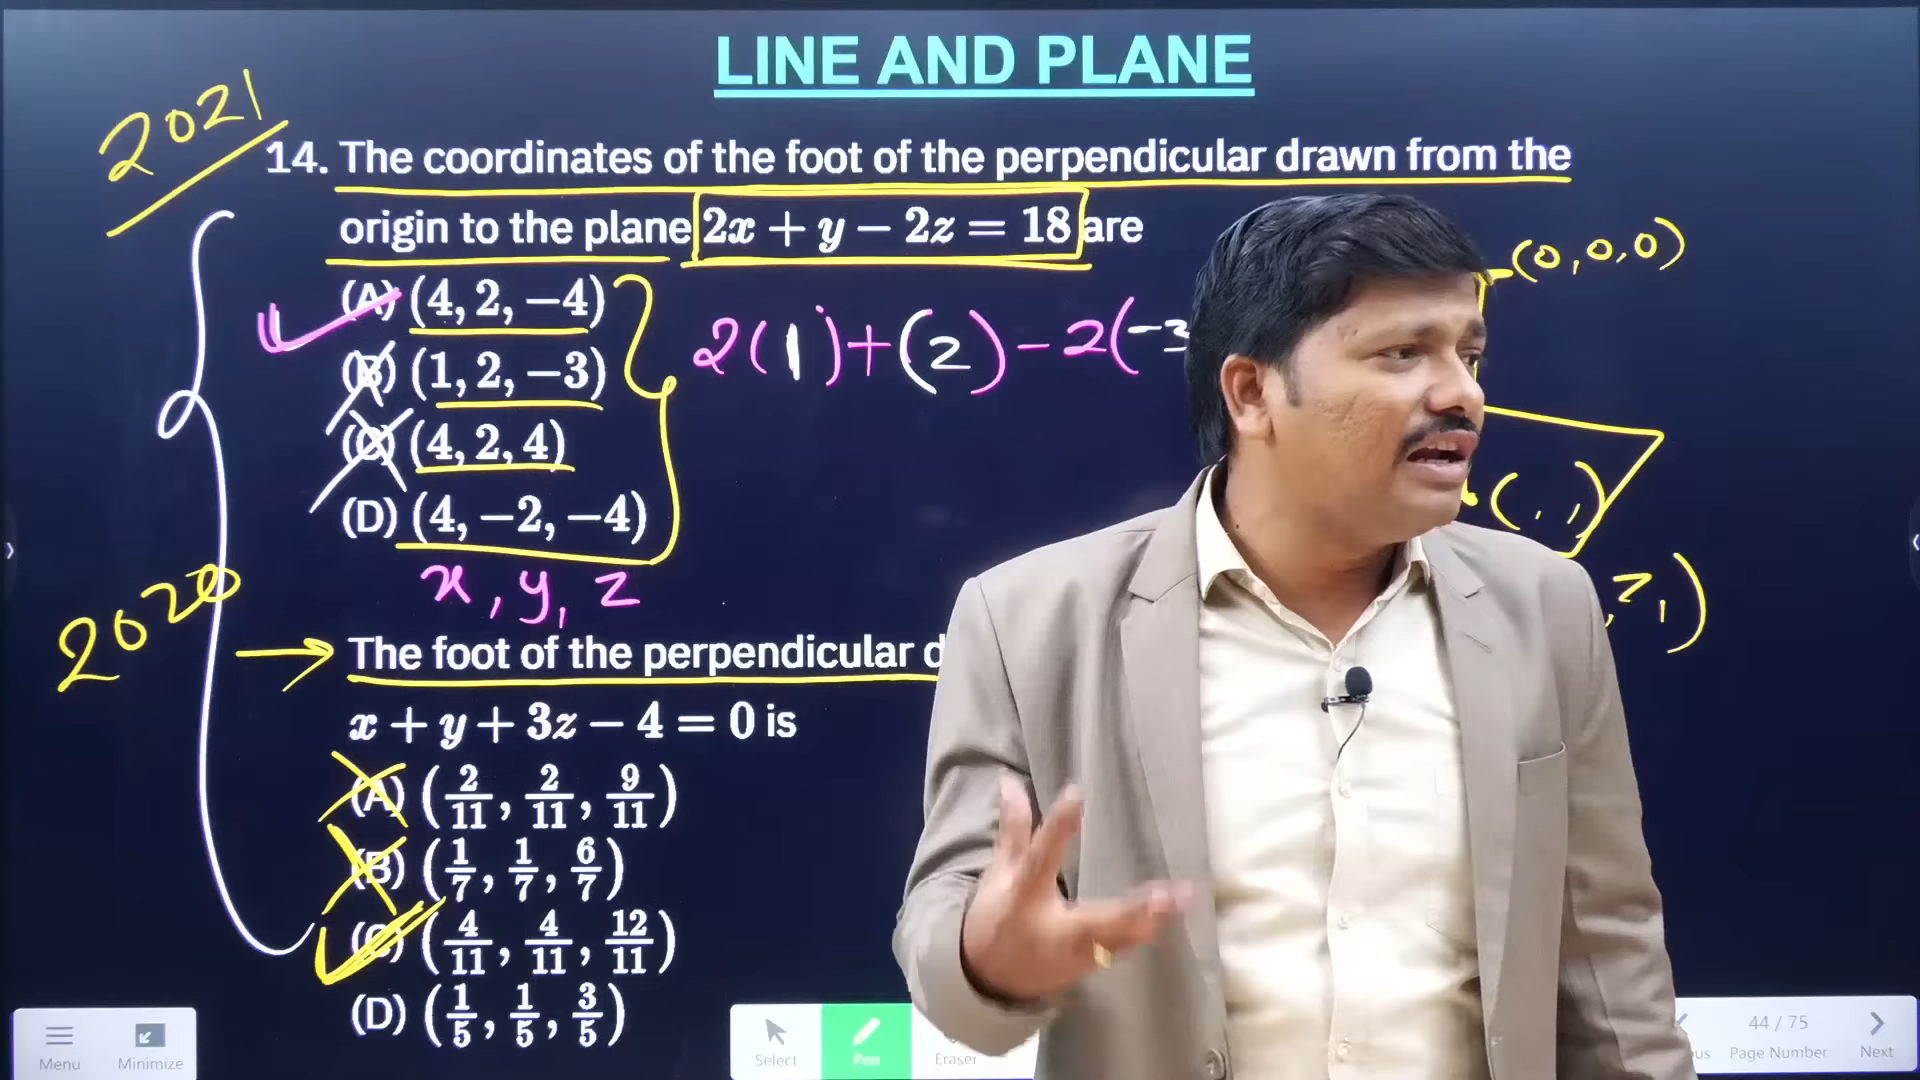 LINE AND PLANE
2021
14. The coordinates of the foot of the perpendicular drawn from the
origin to the plane 2x + y − 2z = 18 are
(0,0,0)
(A) (4, 2, −4)
2(1)+(2)-2(-3
(B) (1, 2, −3)
(C) (4, 2, 4)
( , , )
(D) (4, −2, −4)
x, y, z
2020
The foot of the perpendicular d
x + y + 3z − 4 = 0 is
(A) (2/11, 2/11, 9/11)
(B) (1/7, 1/7, 6/7)
(C) (4/11, 4/11, 12/11)
(D) (1/5, 1/5, 3/5)
Menu Minimize Select Pen Eraser 44 / 75 Page Number Next